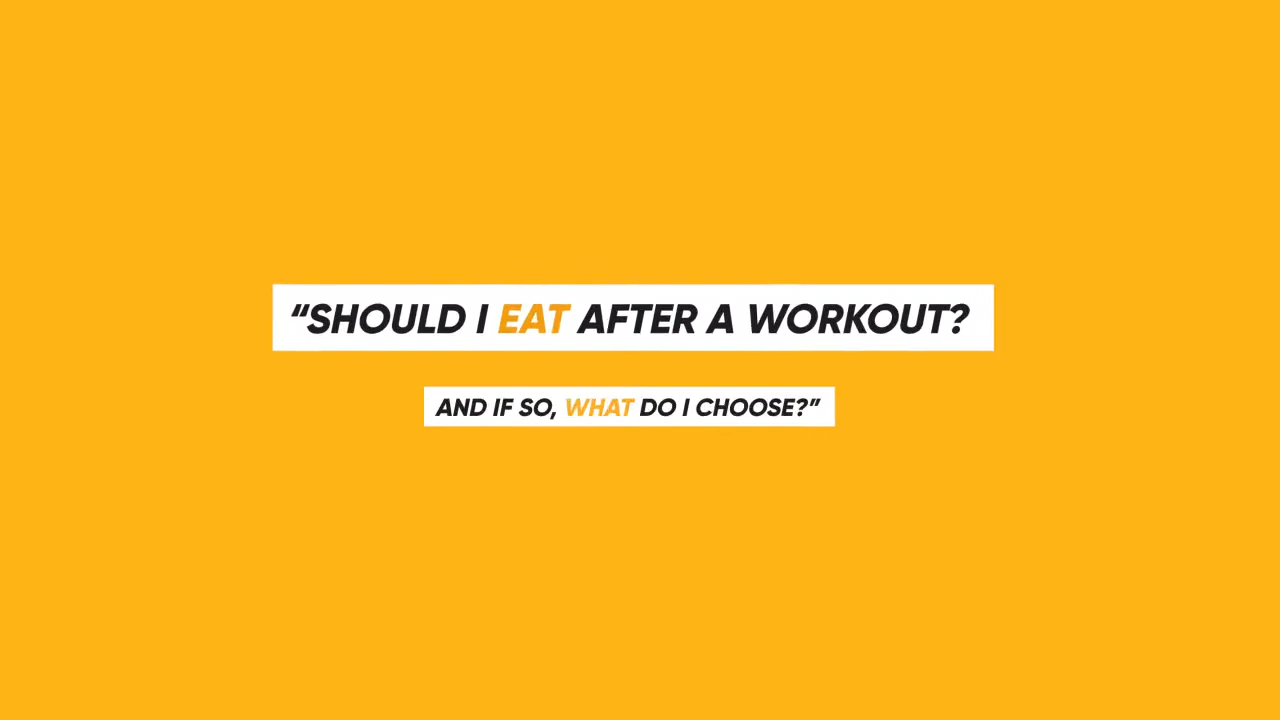 “SHOULD I EAT AFTER A WORKOUT?
AND IF SO, WHAT DO I CHOOSE?”